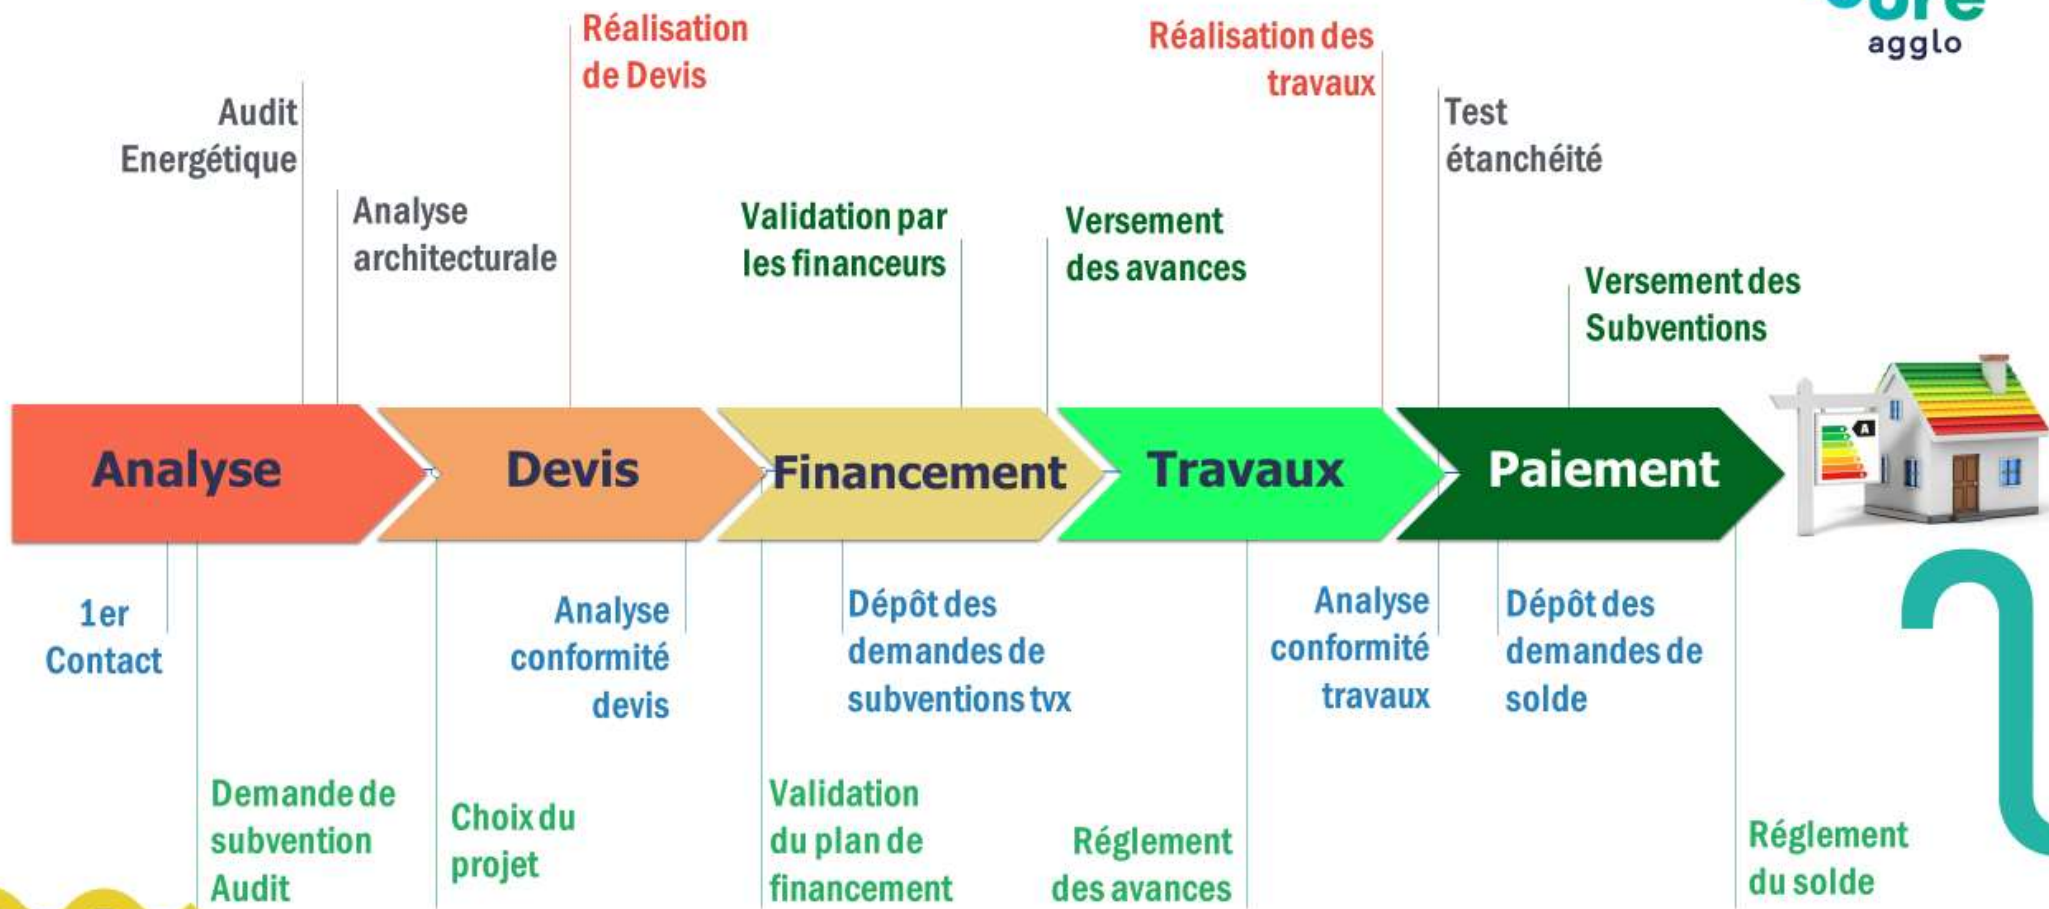 agglo
Réalisation
de Devis
Réalisation des
travaux
Audit
Energétique
Test
étanchéité
Analyse
architecturale
Validation par
les financeurs
Versement
des avances
Versement des
Subventions
Analyse
Devis
Financement
Travaux
Paiement
A
1er
Contact
Analyse
conformité
devis
Dépôt des
demandes de
subventions tvx
Analyse
conformité
travaux
Dépôt des
demandes de
solde
Demande de
subvention
Audit
Choix du
projet
Validation
du plan de
financement
Réglement
des avances
Réglement
du solde